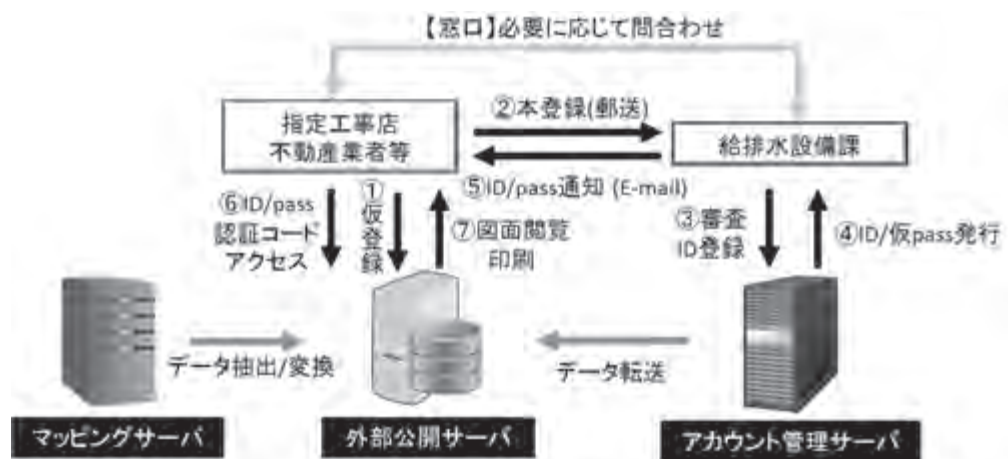 【窓口】必要に応じて問合わせ
指定工事店
不動産業者等
②本登録(郵送)
給排水設備課
⑤ID/pass通知 (E-mail)
⑥ID/pass
認証コード
アクセス
①仮登録
⑦図面閲覧
印刷
③審査
ID登録
④ID/仮pass発行
データ抽出/変換
データ転送
マッピングサーバ
外部公開サーバ
アカウント管理サーバ